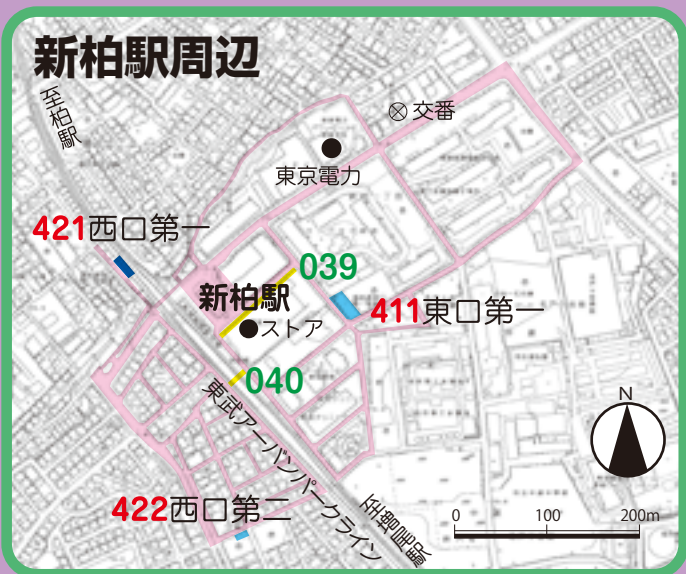 新柏駅周辺
至柏駅
交番
東京電力
421西口第一
039
新柏駅
411東口第一
ストア
040
東武アーバンパークライン
N
422西口第二
至増尾駅
0 100 200m